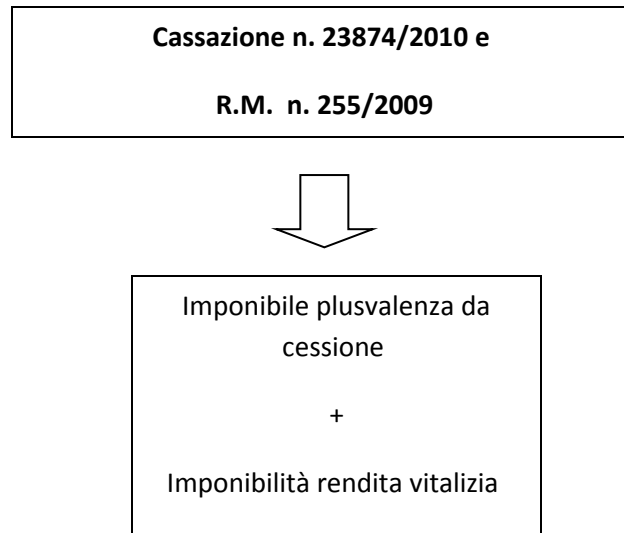 Cassazione n. 23874/2010 e
R.M. n. 255/2009
Imponibile plusvalenza da
cessione
+
Imponibilità rendita vitalizia